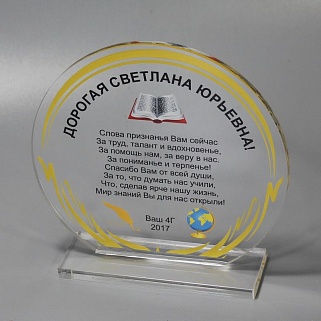 ДОРОГАЯ СВЕТЛАНА ЮРЬЕВНА!
Слова признанья Вам сейчас
За труд, талант и вдохновенье,
За помощь нам, за веру в нас.
За пониманье и терпенье!
Спасибо Вам от всей души,
За то, что думать нас учили,
Что, сделав ярче нашу жизнь,
Мир знаний Вы для нас открыли!
Ваш 4Г
2017